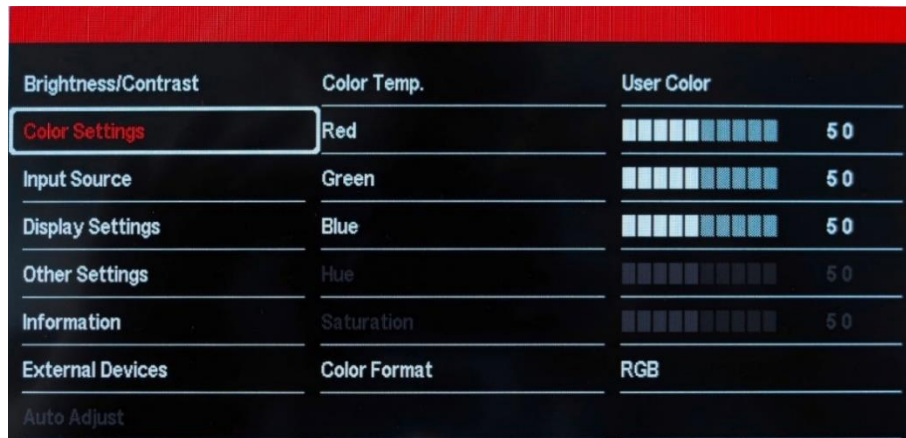 Brightness/Contrast Color Temp. User Color
Color Settings Red 50
Input Source Green 50
Display Settings Blue 50
Other Settings Hue 50
Information Saturation 50
External Devices Color Format RGB
Auto Adjust